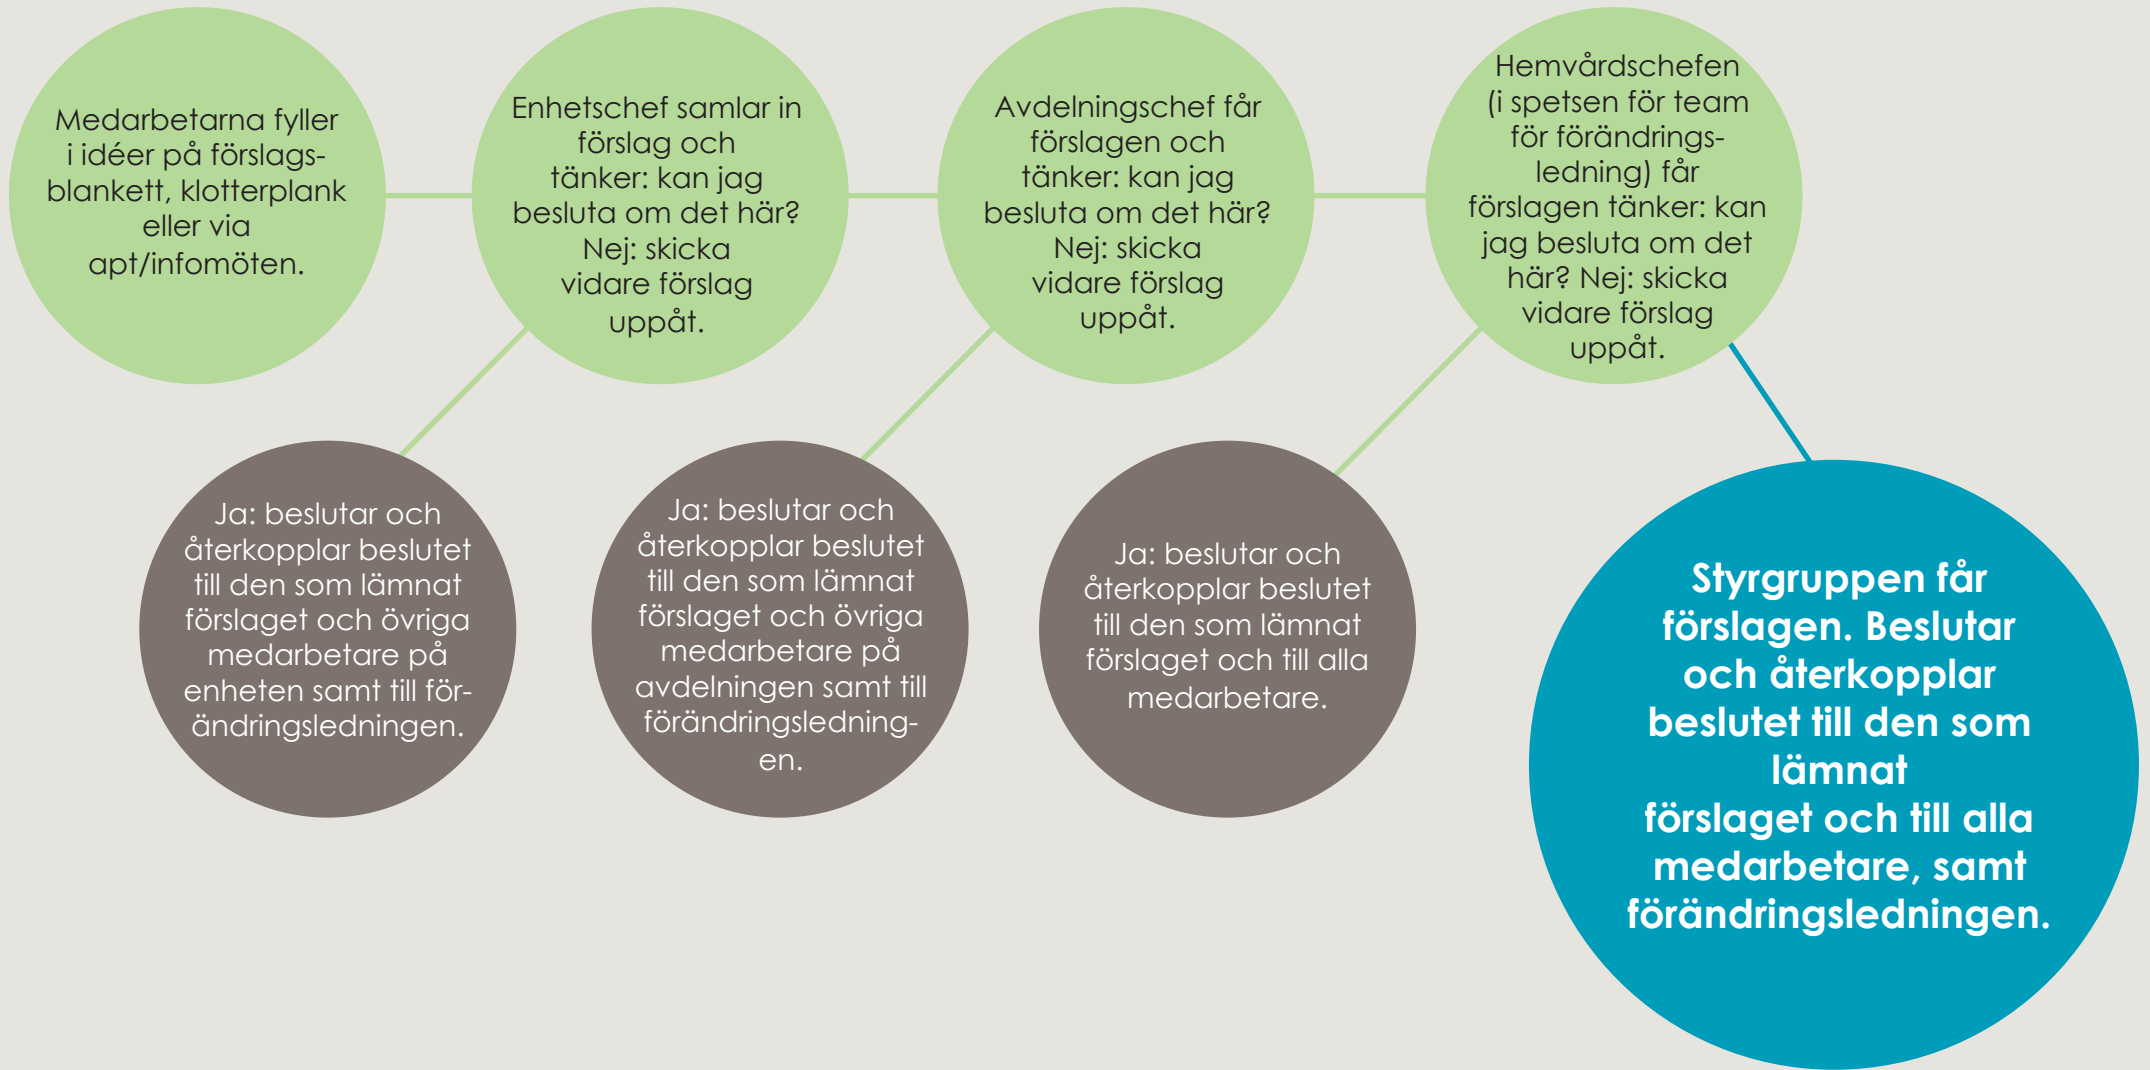 Medarbetarna fyller
i idéer på förslags-
blankett, klotterplank
eller via
apt/infomöten.
Enhetschef samlar in
förslag och
tänker: kan jag
besluta om det här?
Nej: skicka
vidare förslag
uppåt.
Avdelningschef får
förslagen och
tänker: kan jag
besluta om det här?
Nej: skicka
vidare förslag
uppåt.
Hemvårdschefen
(i spetsen för team
för förändrings-
ledning) får
förslagen tänker: kan
jag besluta om det
här? Nej: skicka
vidare förslag
uppåt.
Ja: beslutar och
återkopplar beslutet
till den som lämnat
förslaget och övriga
medarbetare på
enheten samt till för-
ändringsledningen.
Ja: beslutar och
återkopplar beslutet
till den som lämnat
förslaget och övriga
medarbetare på
avdelningen samt till
förändringsledning-
en.
Ja: beslutar och
återkopplar beslutet
till den som lämnat
förslaget och till alla
medarbetare.
Styrgruppen får
förslagen. Beslutar
och återkopplar
beslutet till den som
lämnat
förslaget och till alla
medarbetare, samt
förändringsledningen.